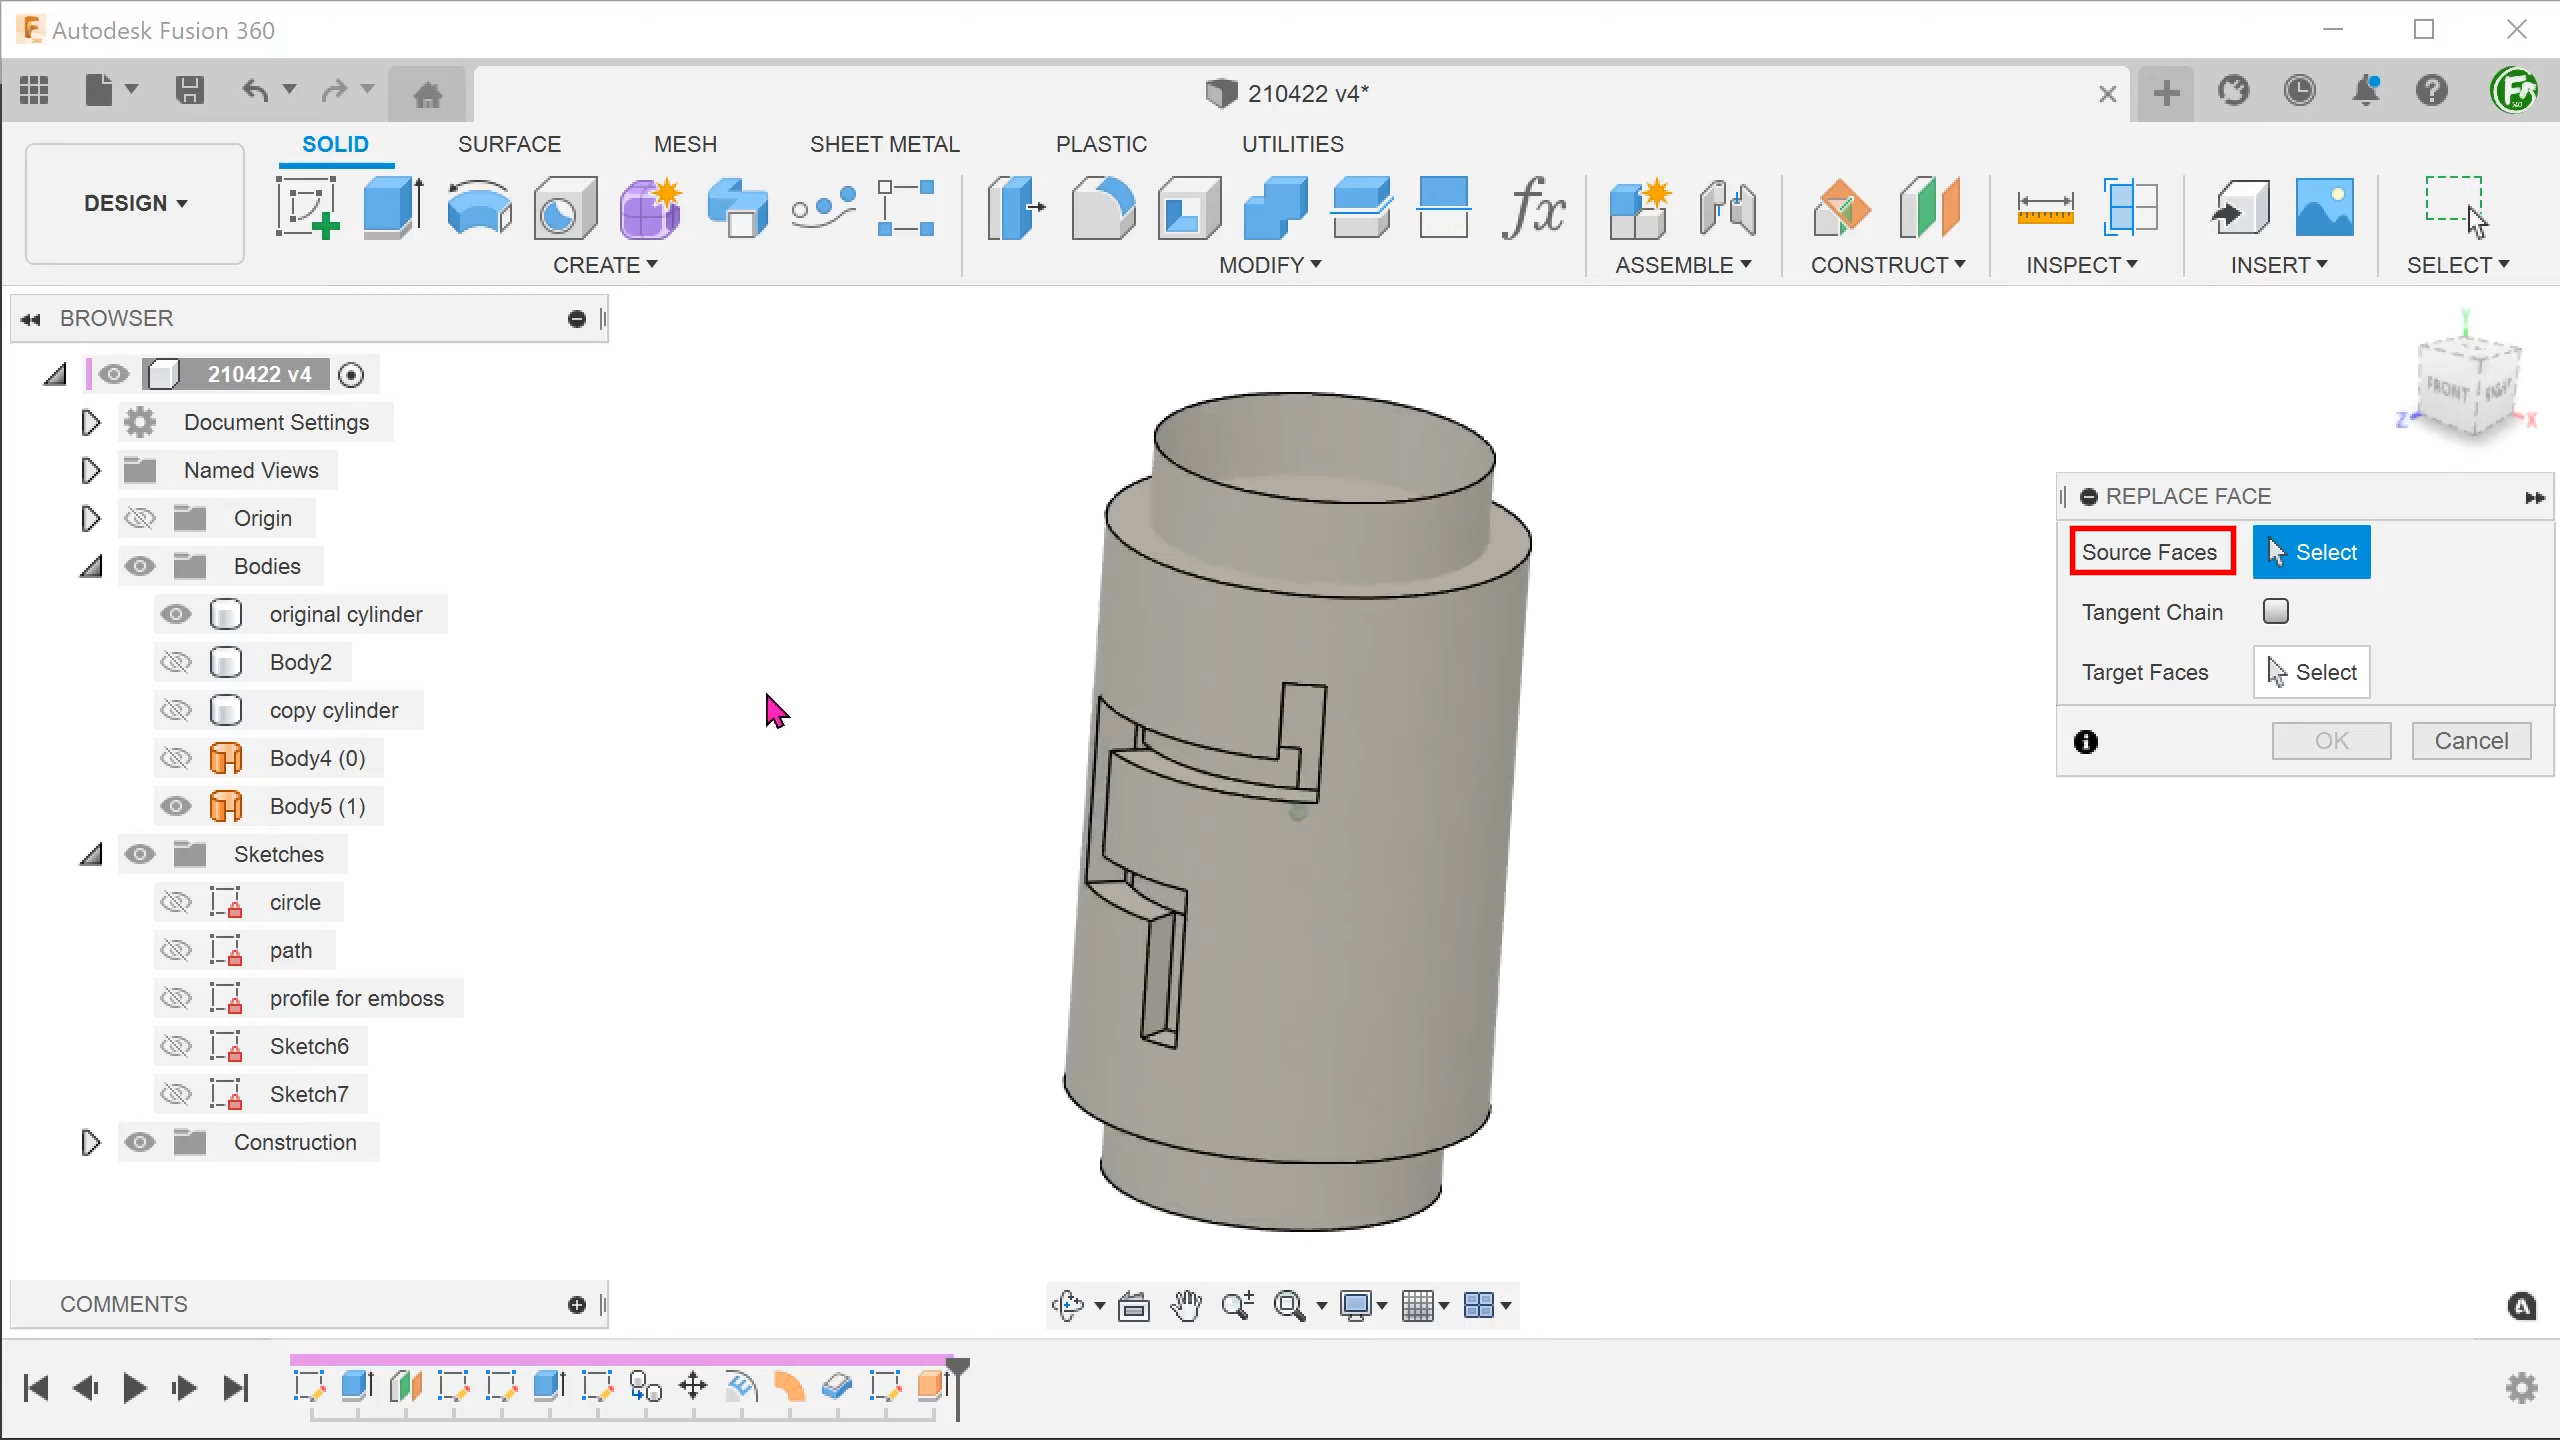 Autodesk Fusion 360
210422 v4*
SOLID SURFACE MESH SHEET METAL PLASTIC UTILITIES
DESIGN
fx
CREATE MODIFY ASSEMBLE CONSTRUCT INSPECT INSERT SELECT
BROWSER
210422 v4
Document Settings
Named Views
Origin
Bodies
original cylinder
Body2
copy cylinder
Body4 (0)
Body5 (1)
Sketches
circle
path
profile for emboss
Sketch6
Sketch7
Construction
Y
FRONT RIGHT
Z X
REPLACE FACE
Source Faces Select
Tangent Chain
Target Faces Select
OK Cancel
COMMENTS